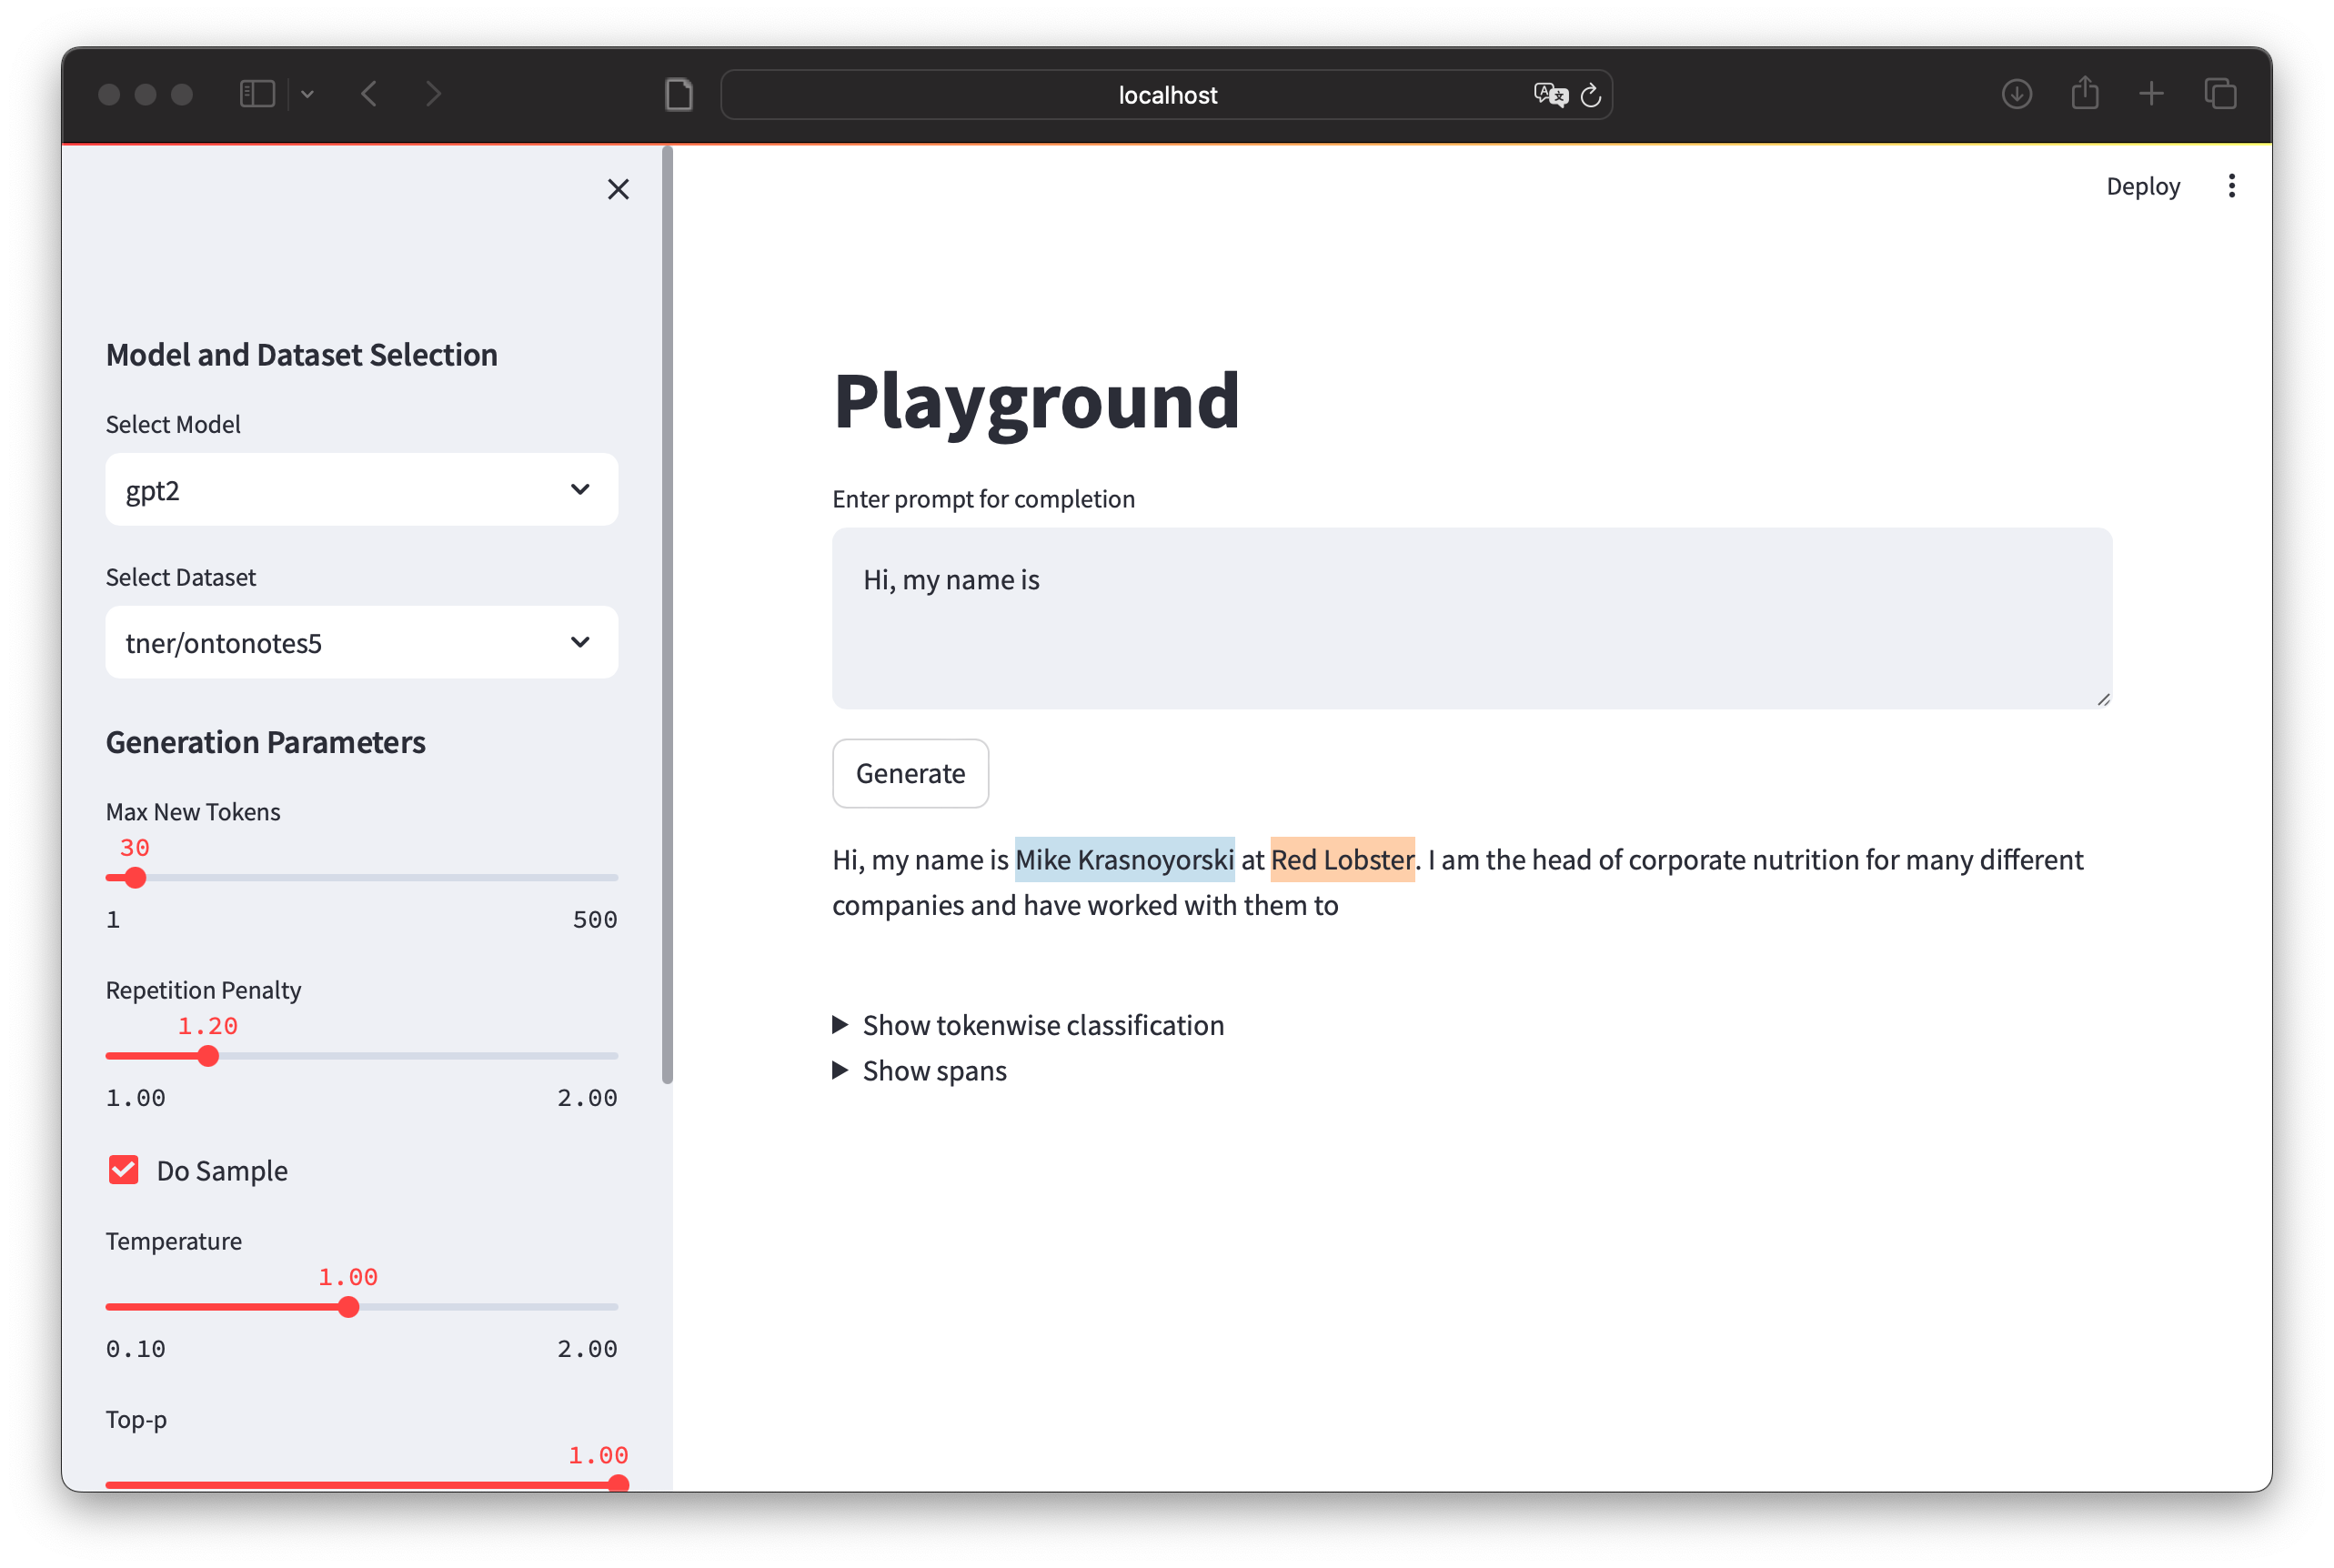 localhost
Deploy
Model and Dataset Selection
Select Model
gpt2
Select Dataset
tner/ontonotes5
Generation Parameters
Max New Tokens
30
1 500
Repetition Penalty
1.20
1.00 2.00
Do Sample
Temperature
1.00
0.10 2.00
Top-p
1.00
Playground
Enter prompt for completion
Hi, my name is
Generate
Hi, my name is Mike Krasnoyorski at Red Lobster. I am the head of corporate nutrition for many different
companies and have worked with them to
Show tokenwise classification
Show spans